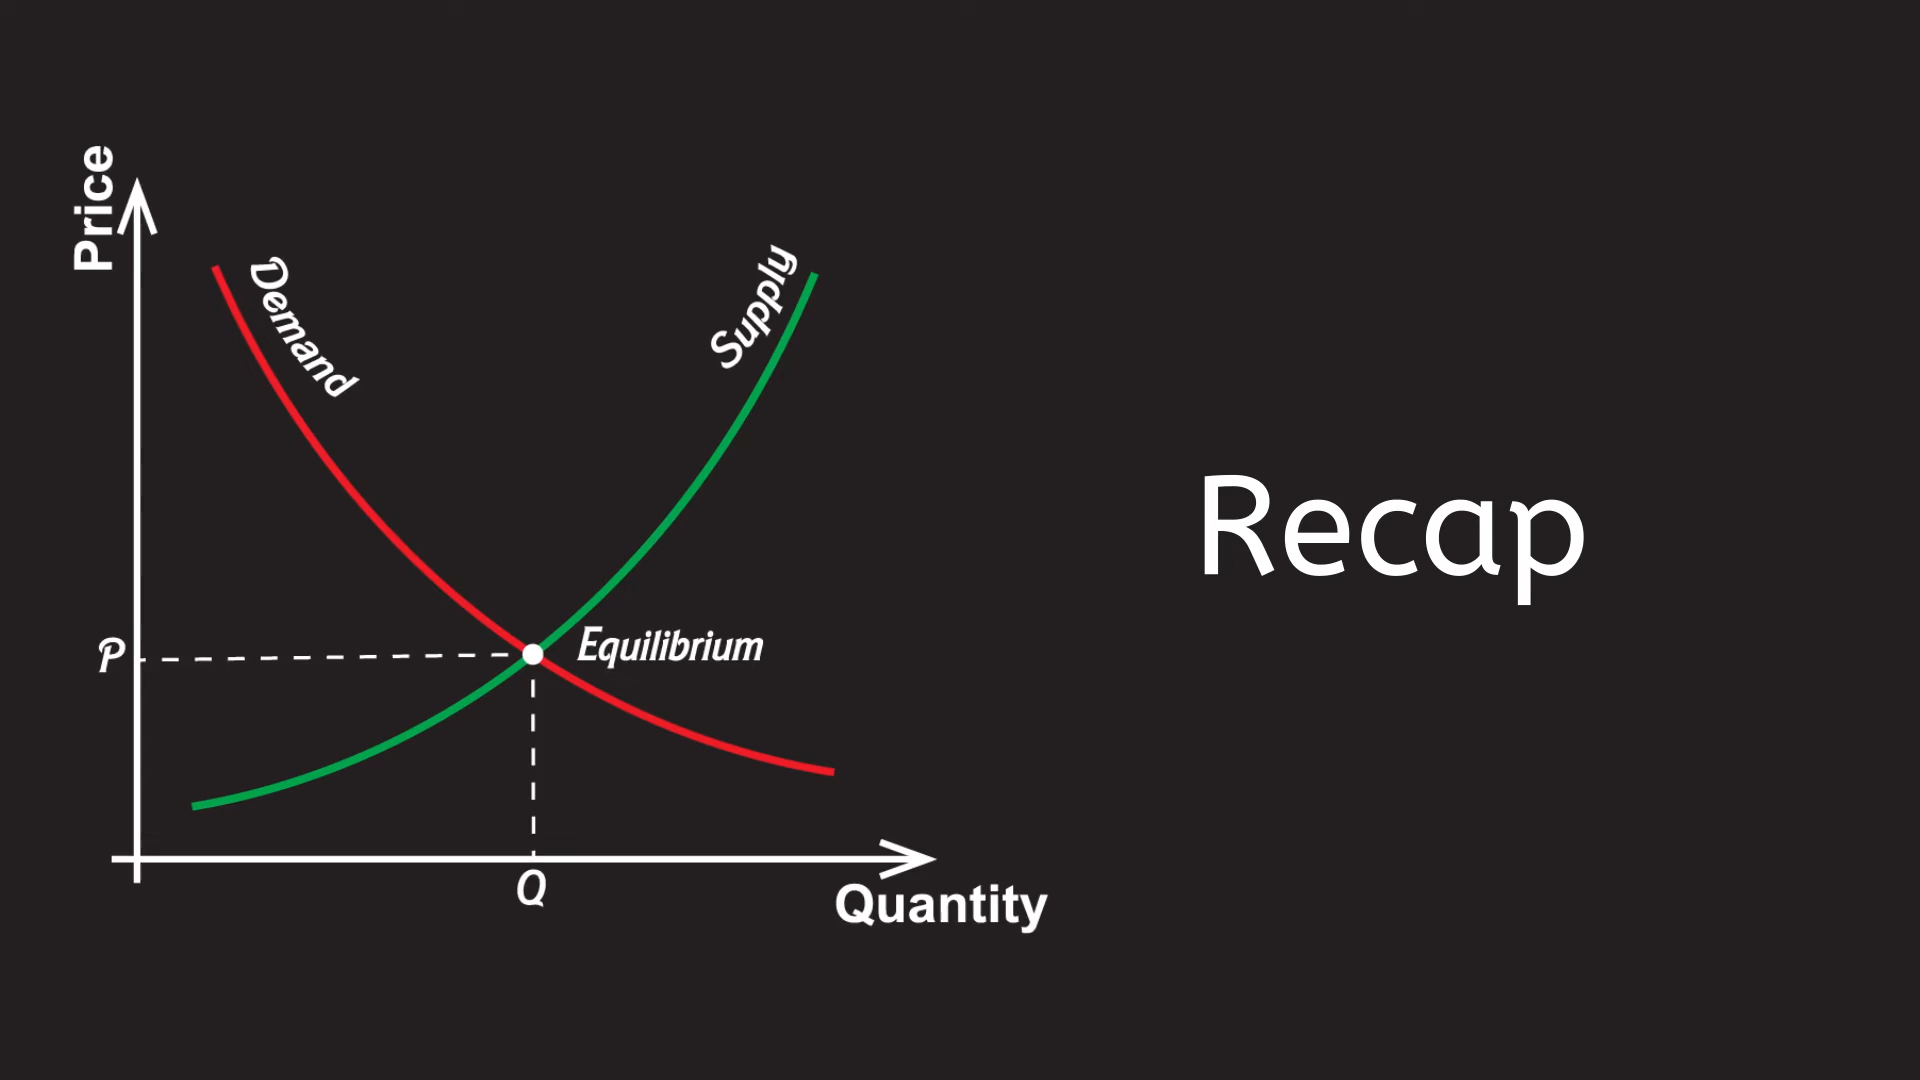 Price
Demand
Supply
Recap
P
Equilibrium
Q
Quantity